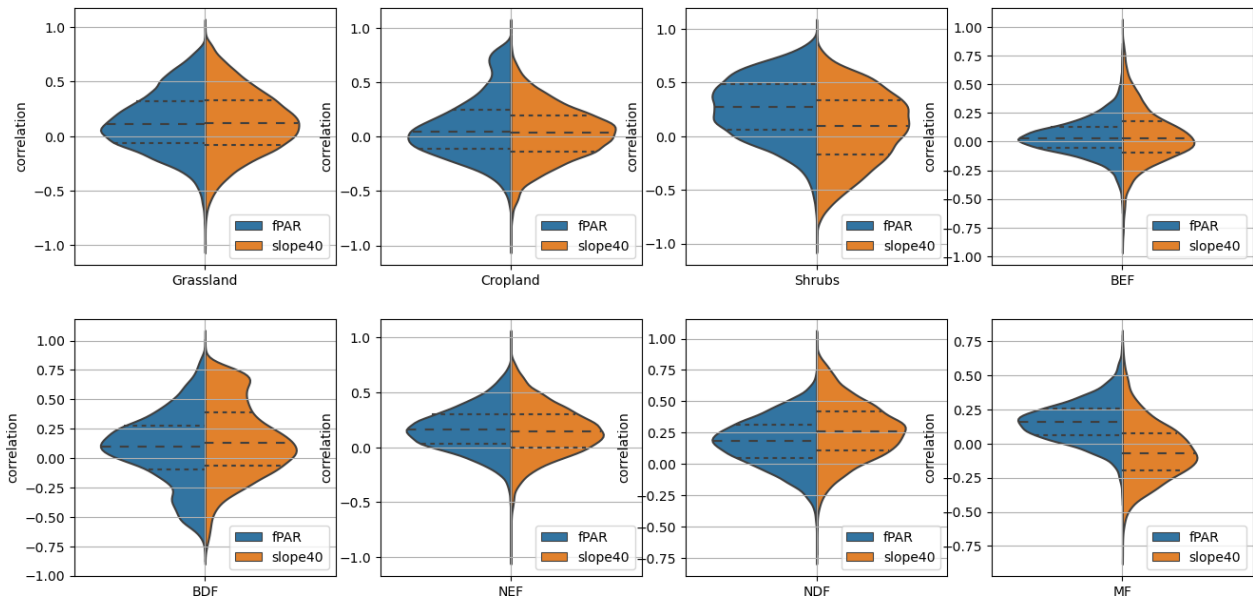 correlation
1.0
0.5
0.0
−0.5
−1.0
fPAR
slope40
Grassland
correlation
1.0
0.5
0.0
−0.5
−1.0
fPAR
slope40
Cropland
correlation
1.0
0.5
0.0
−0.5
−1.0
fPAR
slope40
Shrubs
correlation
1.00
0.75
0.50
0.25
0.00
−0.25
−0.50
−0.75
−1.00
fPAR
slope40
BEF
correlation
1.00
0.75
0.50
0.25
0.00
−0.25
−0.50
−0.75
−1.00
fPAR
slope40
BDF
correlation
1.0
0.5
0.0
−0.5
−1.0
fPAR
slope40
NEF
correlation
1.00
0.75
0.50
0.25
0.00
−0.25
−0.50
−0.75
fPAR
slope40
NDF
correlation
0.75
0.50
0.25
0.00
−0.25
−0.50
−0.75
fPAR
slope40
MF